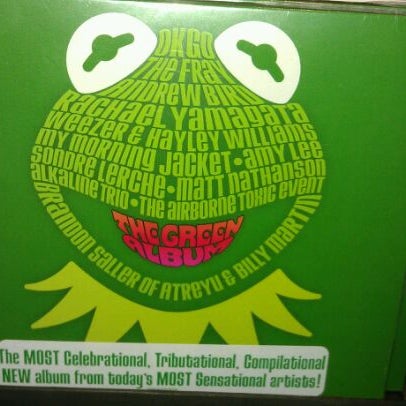 OK GO
THE FRAY
ANDREW BIRD
RACHAEL YAMAGATA
WEEZER & HAYLEY WILLIAMS
MY MORNING JACKET • AMY LEE
SONDRE LERCHE • MATT NATHANSON
ALKALINE TRIO • THE AIRBORNE TOXIC EVENT
BRANDON SALLER OF ATREYU & BILLY MARTIN
THE GREEN
ALBUM
The MOST Celebrational, Tributational, Compilational
NEW album from today's MOST Sensational artists!